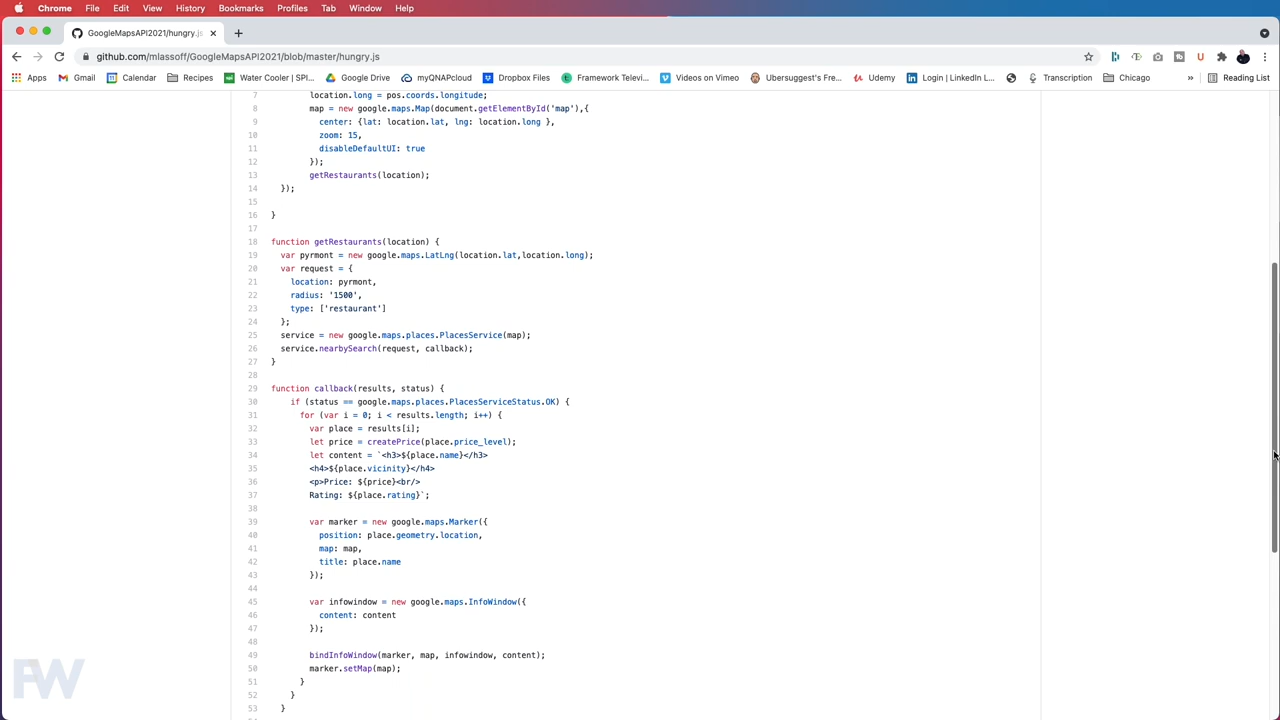 Chrome File Edit View History Bookmarks Profiles Tab Window Help
GoogleMapsAPI2021/hungry.js
github.com/mlassoff/GoogleMapsAPI2021/blob/master/hungry.js
Apps Gmail Calendar Recipes Water Cooler | SPI... Google Drive myQNAPcloud Dropbox Files Framework Televi... Videos on Vimeo Ubersuggest's Fre... Udemy Login | LinkedIn L... Transcription Chicago » Reading List
7 location.long = pos.coords.longitude;
8 map = new google.maps.Map(document.getElementById('map'),{
9 center: {lat: location.lat, lng: location.long },
10 zoom: 15,
11 disableDefaultUI: true
12 });
13 getRestaurants(location);
14 });
15
16 }
17
18 function getRestaurants(location) {
19 var pyrmont = new google.maps.LatLng(location.lat,location.long);
20 var request = {
21 location: pyrmont,
22 radius: '1500',
23 type: ['restaurant']
24 };
25 service = new google.maps.places.PlacesService(map);
26 service.nearbySearch(request, callback);
27 }
28
29 function callback(results, status) {
30 if (status == google.maps.places.PlacesServiceStatus.OK) {
31 for (var i = 0; i < results.length; i++) {
32 var place = results[i];
33 let price = createPrice(place.price_level);
34 let content = `<h3>${place.name}</h3>
35 <h4>${place.vicinity}</h4>
36 <p>Price: ${price}<br/>
37 Rating: ${place.rating}`;
38
39 var marker = new google.maps.Marker({
40 position: place.geometry.location,
41 map: map,
42 title: place.name
43 });
44
45 var infowindow = new google.maps.InfoWindow({
46 content: content
47 });
48
49 bindInfoWindow(marker, map, infowindow, content);
50 marker.setMap(map);
51 }
52 }
53 }
FW